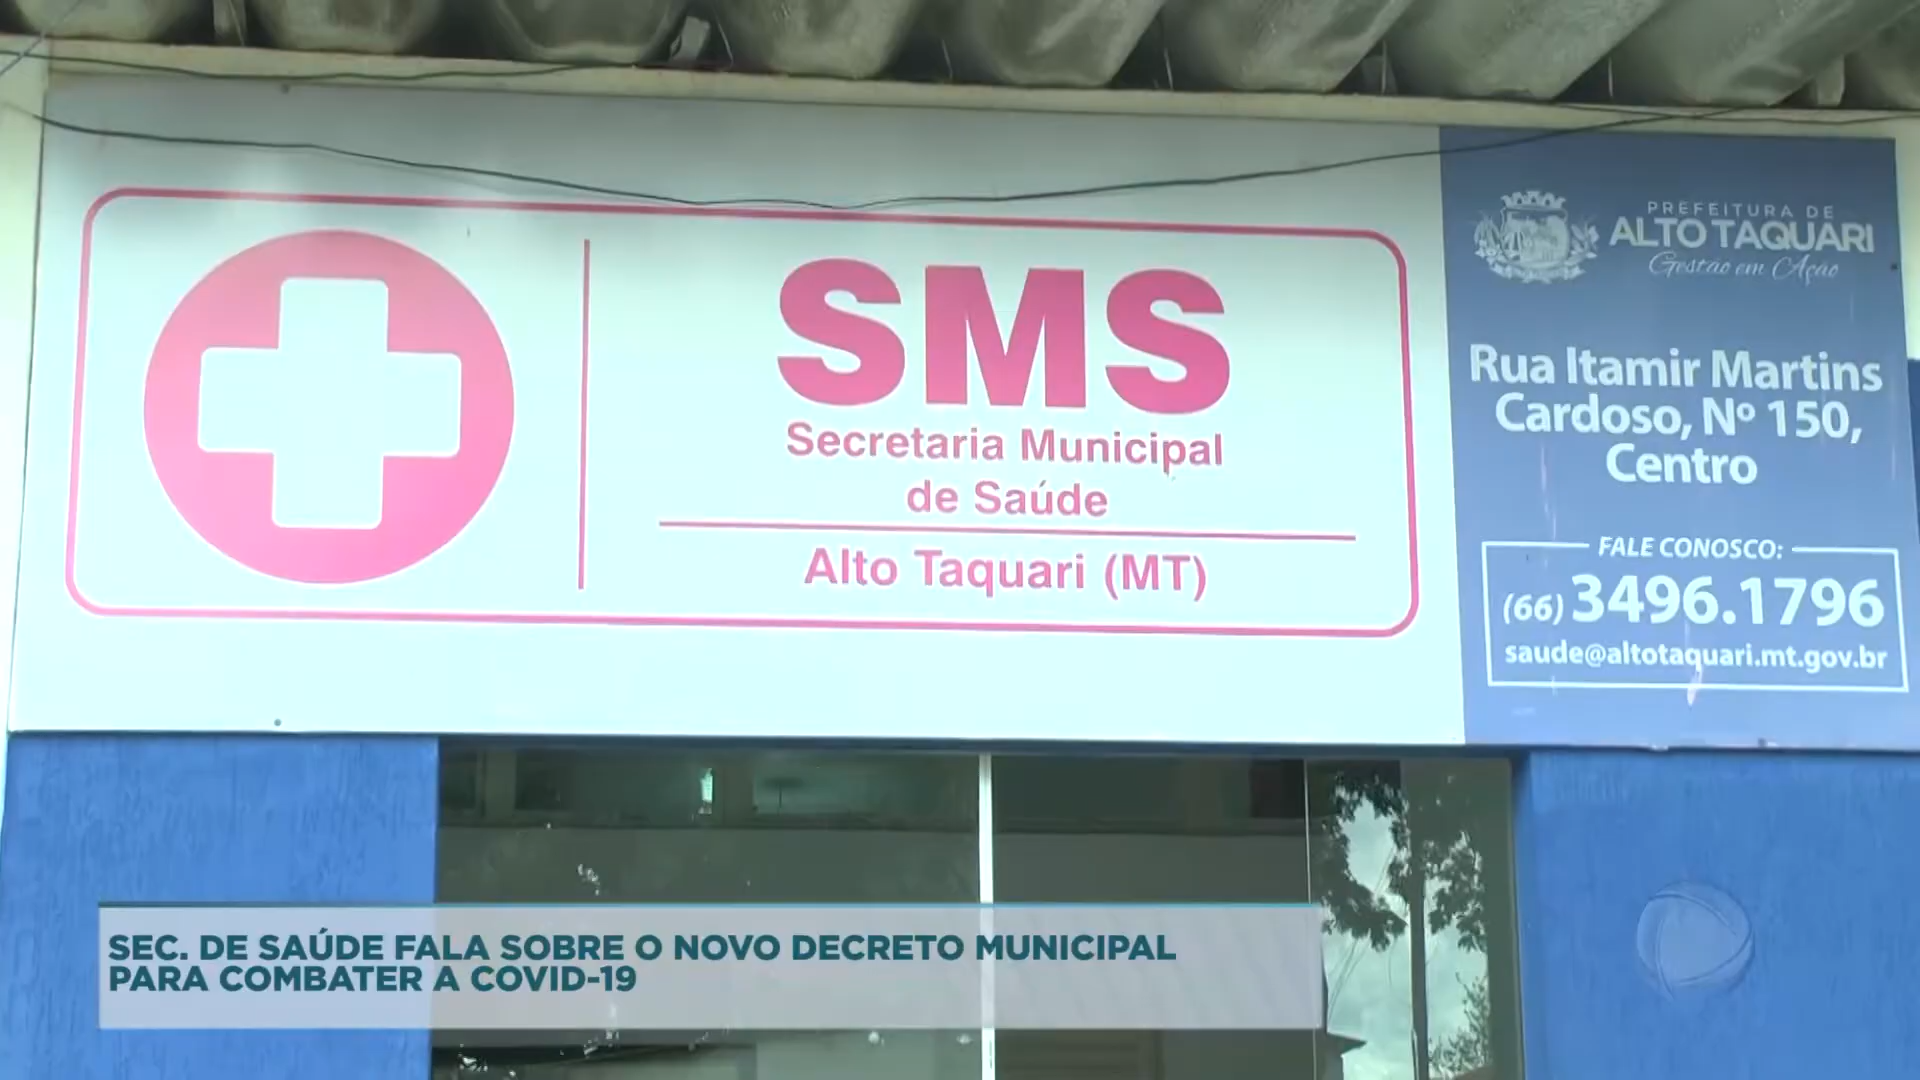 SMS
Secretaria Municipal
de Saúde
Alto Taquari (MT)
PREFEITURA DE
ALTO TAQUARI
Gestão em Ação
Rua Itamir Martins
Cardoso, Nº 150,
Centro
FALE CONOSCO:
(66) 3496.1796
saude@altotaquari.mt.gov.br
SEC. DE SAÚDE FALA SOBRE O NOVO DECRETO MUNICIPAL
PARA COMBATER A COVID-19